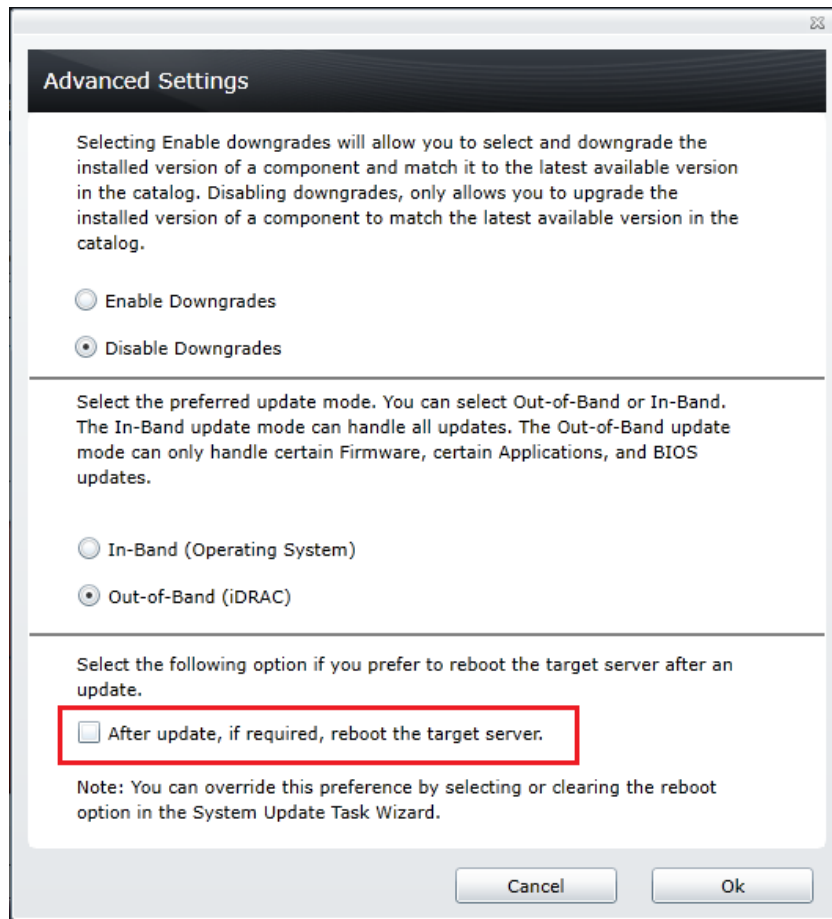 Advanced Settings
Selecting Enable downgrades will allow you to select and downgrade the
installed version of a component and match it to the latest available version
in the catalog. Disabling downgrades, only allows you to upgrade the
installed version of a component to match the latest available version in the
catalog.
Enable Downgrades
Disable Downgrades
Select the preferred update mode. You can select Out-of-Band or In-Band.
The In-Band update mode can handle all updates. The Out-of-Band update
mode can only handle certain Firmware, certain Applications, and BIOS
updates.
In-Band (Operating System)
Out-of-Band (iDRAC)
Select the following option if you prefer to reboot the target server after an
update.
After update, if required, reboot the target server.
Note: You can override this preference by selecting or clearing the reboot
option in the System Update Task Wizard.
Cancel
Ok